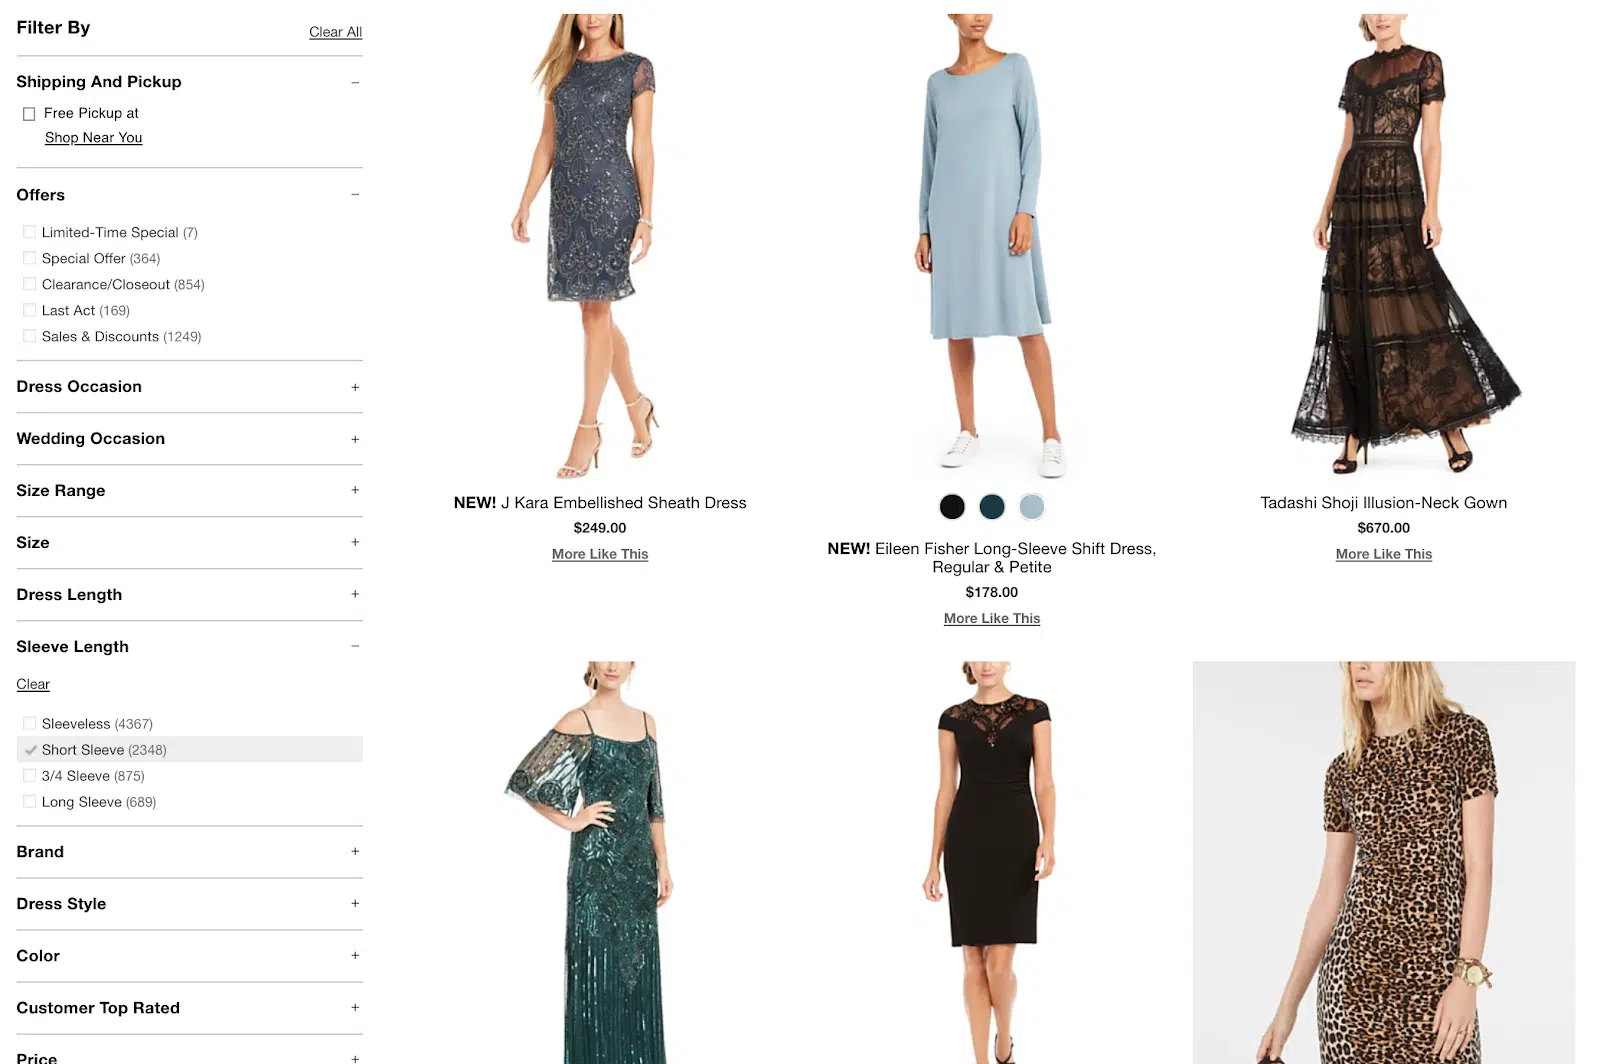 Filter By
Clear All
Shipping And Pickup
Free Pickup at
Shop Near You
Offers
Limited-Time Special (7)
Special Offer (364)
Clearance/Closeout (854)
Last Act (169)
Sales & Discounts (1249)
Dress Occasion
Wedding Occasion
Size Range
Size
Dress Length
Sleeve Length
Clear
Sleeveless (4367)
Short Sleeve (2348)
3/4 Sleeve (875)
Long Sleeve (689)
Brand
Dress Style
Color
Customer Top Rated
Price
NEW! J Kara Embellished Sheath Dress
$249.00
More Like This
NEW! Eileen Fisher Long-Sleeve Shift Dress,
Regular & Petite
$178.00
More Like This
Tadashi Shoji Illusion-Neck Gown
$670.00
More Like This